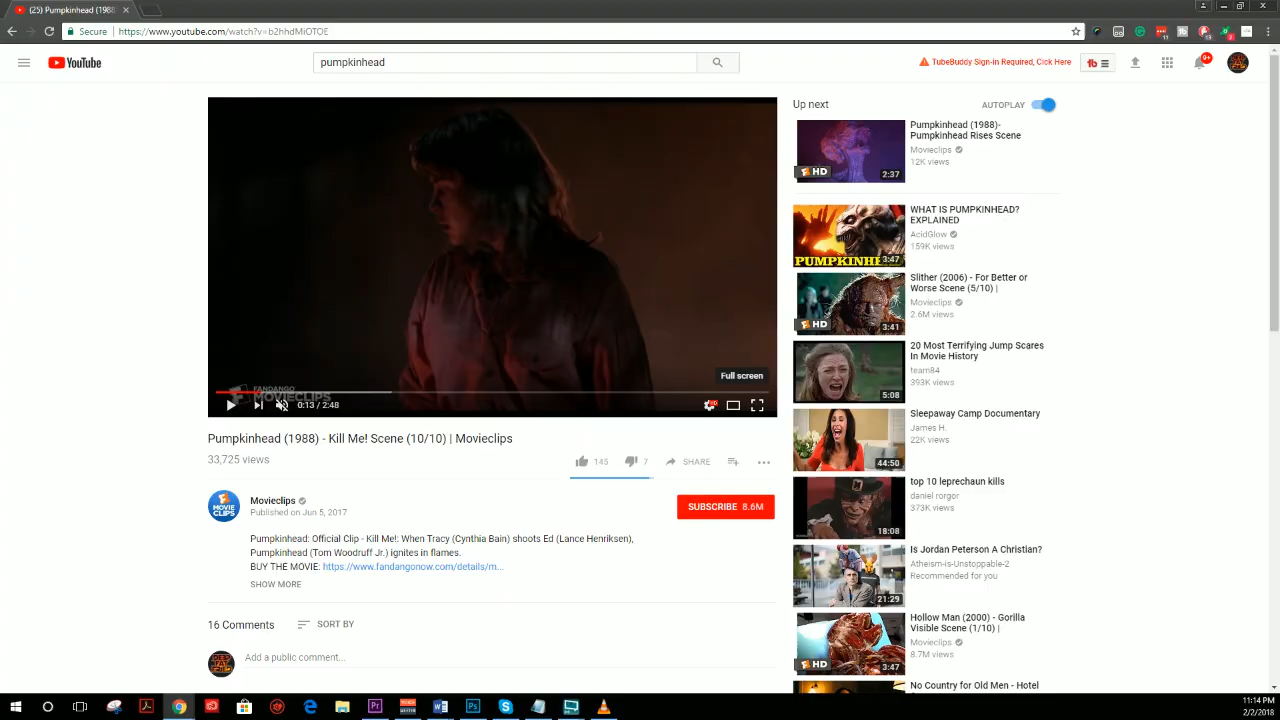 (25) Pumpkinhead (198
Secure
https://www.youtube.com/watch?v=b2hhdMiOTOE
YouTube
pumpkinhead
TubeBuddy Sign-in Required, Cick Here
9+
FANDANGO
MOVIECLIPS
Full screen
0:13 / 2:48
Pumpkinhead (1988) - Kill Me! Scene (10/10) | Movieclips
33,725 views
145
7
SHARE
MOVIE
CLIPS
Movieclips
Published on Jun 5, 2017
SUBSCRIBE 8.6M
Pumpkinhead: Official Clip - Kill Me!: When Tracy (Cynthia Bain) shoots Ed (Lance Henriksen),
Pumpkinhead (Tom Woodruff Jr.) ignites in flames.
BUY THE MOVIE: https://www.fandangonow.com/details/m...
SHOW MORE
16 Comments
SORT BY
Add a public comment...
Up next
AUTOPLAY
HD
2:37
Pumpkinhead (1988)-
Pumpkinhead Rises Scene
Movieclips
12K views
PUMPKINHE
3:47
WHAT IS PUMPKINHEAD?
EXPLAINED
AcidGlow
159K views
HD
3:41
Slither (2006) - For Better or
Worse Scene (5/10) |
Movieclips
2.6M views
5:08
20 Most Terrifying Jump Scares
In Movie History
team84
393K views
44:50
Sleepaway Camp Documentary
James H.
22K views
18:08
top 10 leprechaun kills
daniel rorgor
373K views
21:29
Is Jordan Peterson A Christian?
Atheism-is-Unstoppable-2
Recommended for you
HD
3:47
Hollow Man (2000) - Gorilla
Visible Scene (1/10) |
Movieclips
8.7M views
No Country for Old Men - Hotel
11:14 PM
2/2/2018